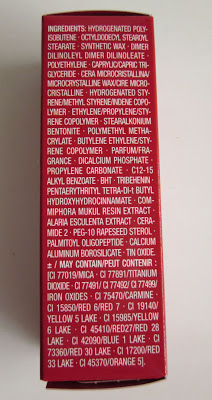 INGREDIENTS: HYDROGENATED POLY-
ISOBUTENE · OCTYLDODECYL STEAROYL
STEARATE · SYNTHETIC WAX · DIMER
DILINOLEYL DIMER DILINOLEATE ·
POLYETHYLENE · CAPRYLIC/CAPRIC TRI-
GLYCERIDE · CERA MICROCRISTALLINA/
MICROCRYSTALLINE WAX/CIRE MICRO-
CRISTALLINE · HYDROGENATED STY-
RENE/METHYL STYRENE/INDENE COPO-
LYMER · ETHYLENE/PROPYLENE/STY-
RENE COPOLYMER · STEARALKONIUM
BENTONITE · POLYMETHYL METHA-
CRYLATE · BUTYLENE ETHYLENE/STY-
RENE COPOLYMER · PARFUM/FRA-
GRANCE · DICALCIUM PHOSPHATE ·
PROPYLENE CARBONATE · C12-15
ALKYL BENZOATE · BHT · TRIBEHENIN ·
PENTAERYTHRITYL TETRA-DI-t BUTYL
HYDROXYHYDROCINNAMATE · COM-
MIPHORA MUKUL RESIN EXTRACT ·
ALARIA ESCULENTA EXTRACT · CERA-
MIDE 2 · PEG-10 RAPESEED STEROL ·
PALMITOYL OLIGOPEPTIDE · CALCIUM
ALUMINUM BOROSILICATE · TIN OXIDE.
± / MAY CONTAIN/PEUT CONTENIR :
[CI 77019/MICA · CI 77891/TITANIUM
DIOXIDE · CI 77491/ CI 77492/ CI 77499/
IRON OXIDES · CI 75470/CARMINE ·
CI 15850/RED 6/RED 7 · CI 19140/
YELLOW 5 LAKE · CI 15985/YELLOW
6 LAKE · CI 45410/RED27/RED 28
LAKE · CI 42090/BLUE 1 LAKE · CI
73360/RED 30 LAKE · CI 17200/RED
33 LAKE · CI 45370/ORANGE 5].